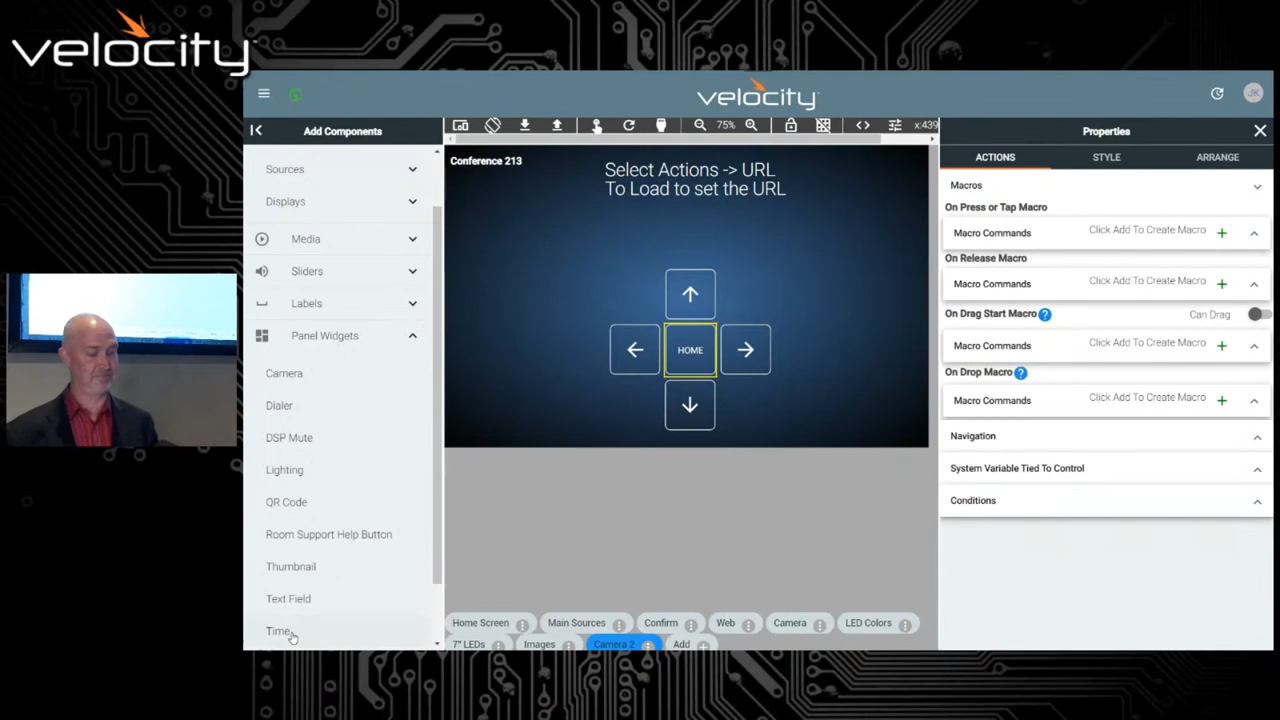 velocity
velocity
JK
Add Components
75%
x:439
Properties
Sources
Displays
Media
Sliders
Labels
Panel Widgets
Camera
Dialer
DSP Mute
Lighting
QR Code
Room Support Help Button
Thumbnail
Text Field
Time
Conference 213
Select Actions -> URL
To Load to set the URL
HOME
Home Screen
Main Sources
Confirm
Web
Camera
LED Colors
7" LEDs
Images
Camera 2
Add
ACTIONS
STYLE
ARRANGE
Macros
On Press or Tap Macro
Macro Commands
Click Add To Create Macro
On Release Macro
Macro Commands
Click Add To Create Macro
On Drag Start Macro
Can Drag
Macro Commands
Click Add To Create Macro
On Drop Macro
Macro Commands
Click Add To Create Macro
Navigation
System Variable Tied To Control
Conditions